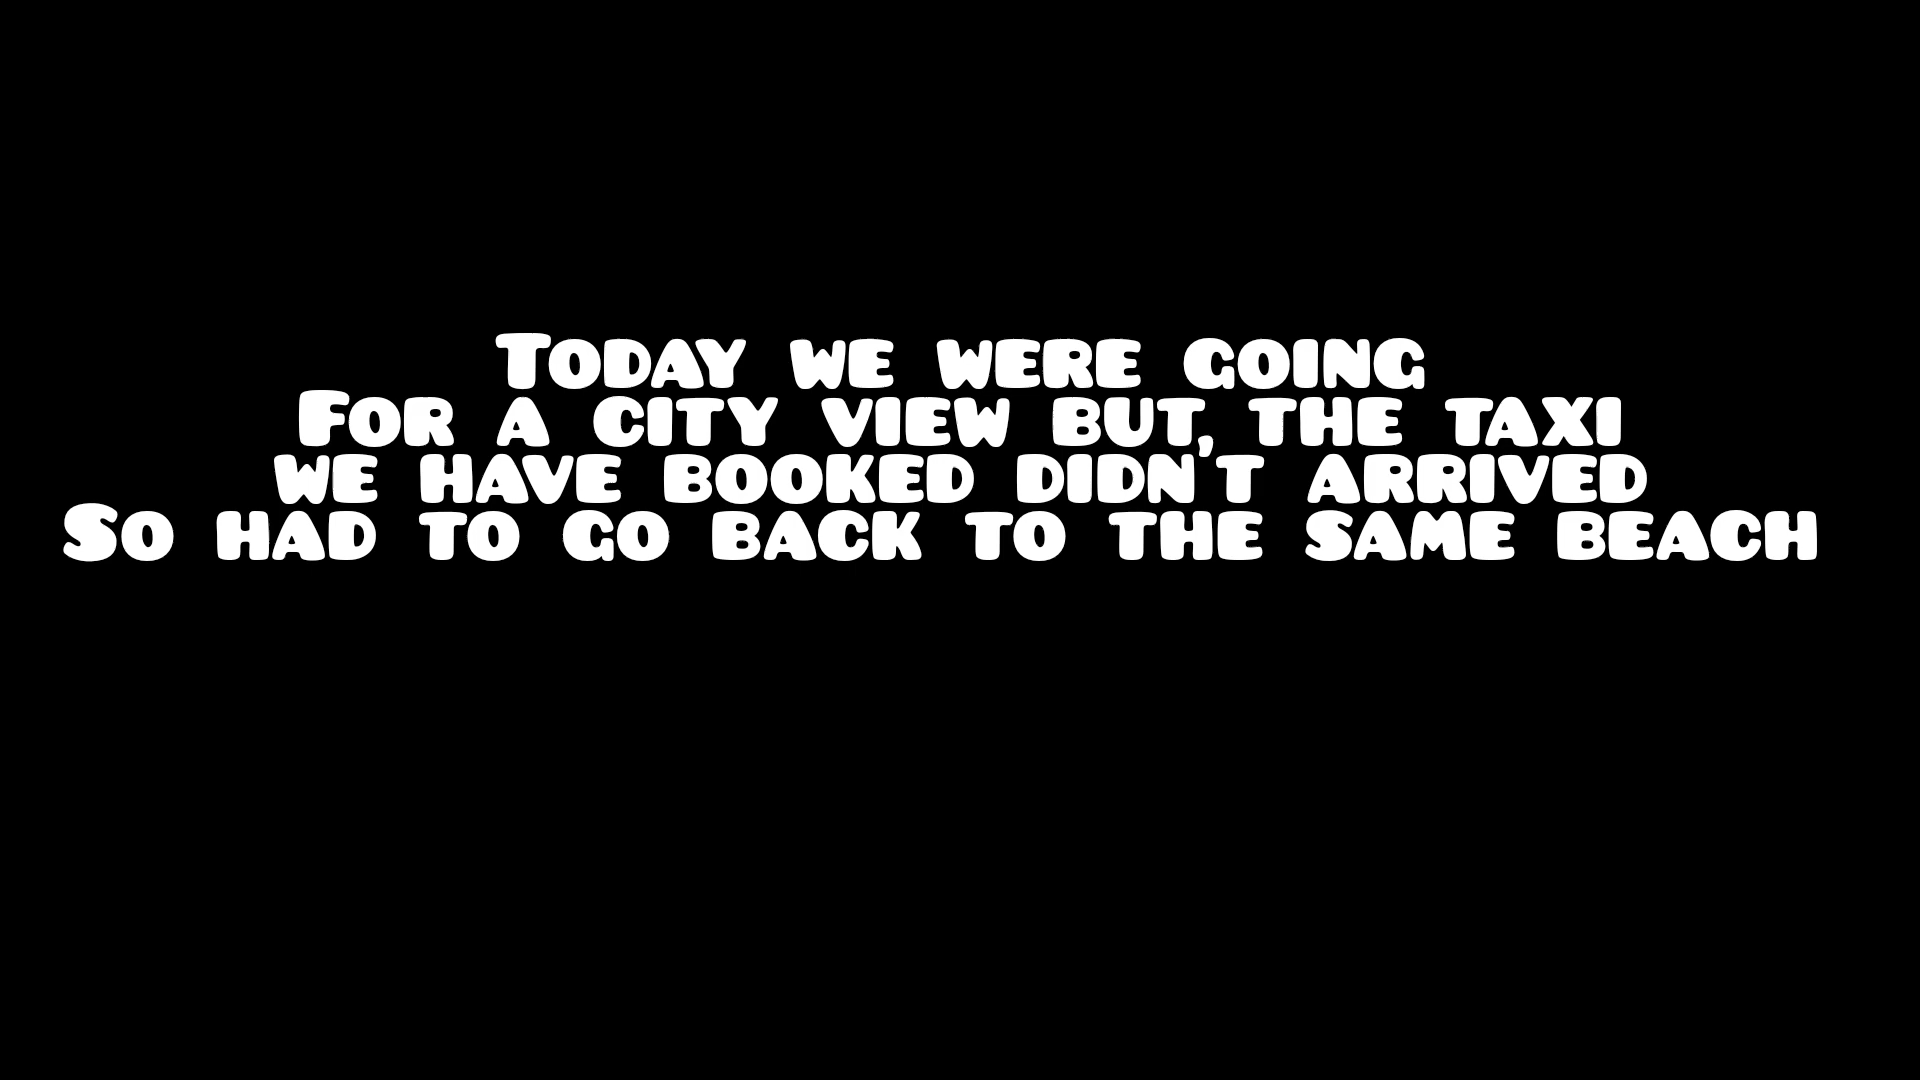 Today we were going
For a city view but, the taxi
we have booked didn't arrived
So had to go back to the same beach